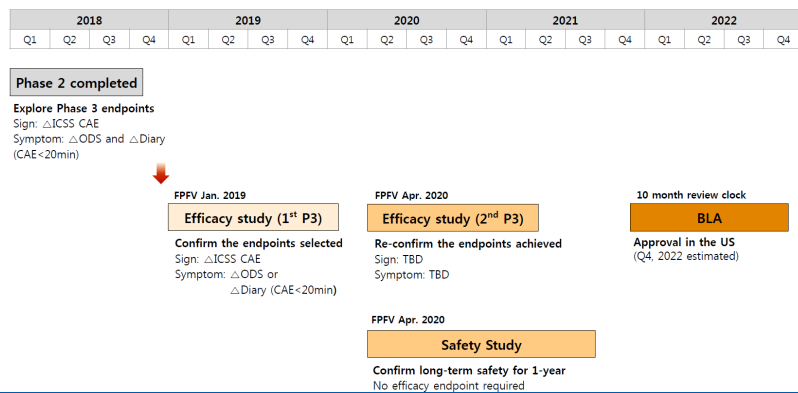 2018 2019 2020 2021 2022
Q1 Q2 Q3 Q4 Q1 Q2 Q3 Q4 Q1 Q2 Q3 Q4 Q1 Q2 Q3 Q4 Q1 Q2 Q3 Q4
Phase 2 completed
Explore Phase 3 endpoints
Sign: △ICSS CAE
Symptom: △ODS and △Diary
(CAE<20min)
FPFV Jan. 2019
Efficacy study (1st P3)
Confirm the endpoints selected
Sign: △ICSS CAE
Symptom: △ODS or
△Diary (CAE<20min)
FPFV Apr. 2020
Efficacy study (2nd P3)
Re-confirm the endpoints achieved
Sign: TBD
Symptom: TBD
10 month review clock
BLA
Approval in the US
(Q4, 2022 estimated)
FPFV Apr. 2020
Safety Study
Confirm long-term safety for 1-year
No efficacy endpoint required